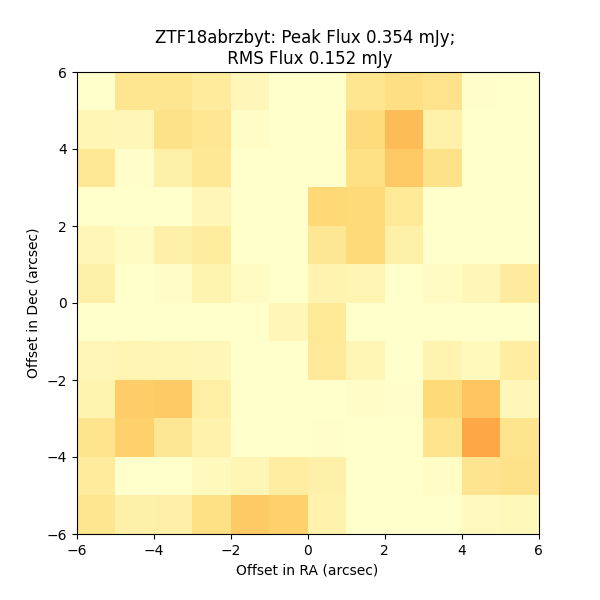 ZTF18abrzbyt: Peak Flux 0.354 mJy;
RMS Flux 0.152 mJy
6
4
2
0
−2
−4
−6
Offset in Dec (arcsec)
−6 −4 −2 0 2 4 6
Offset in RA (arcsec)